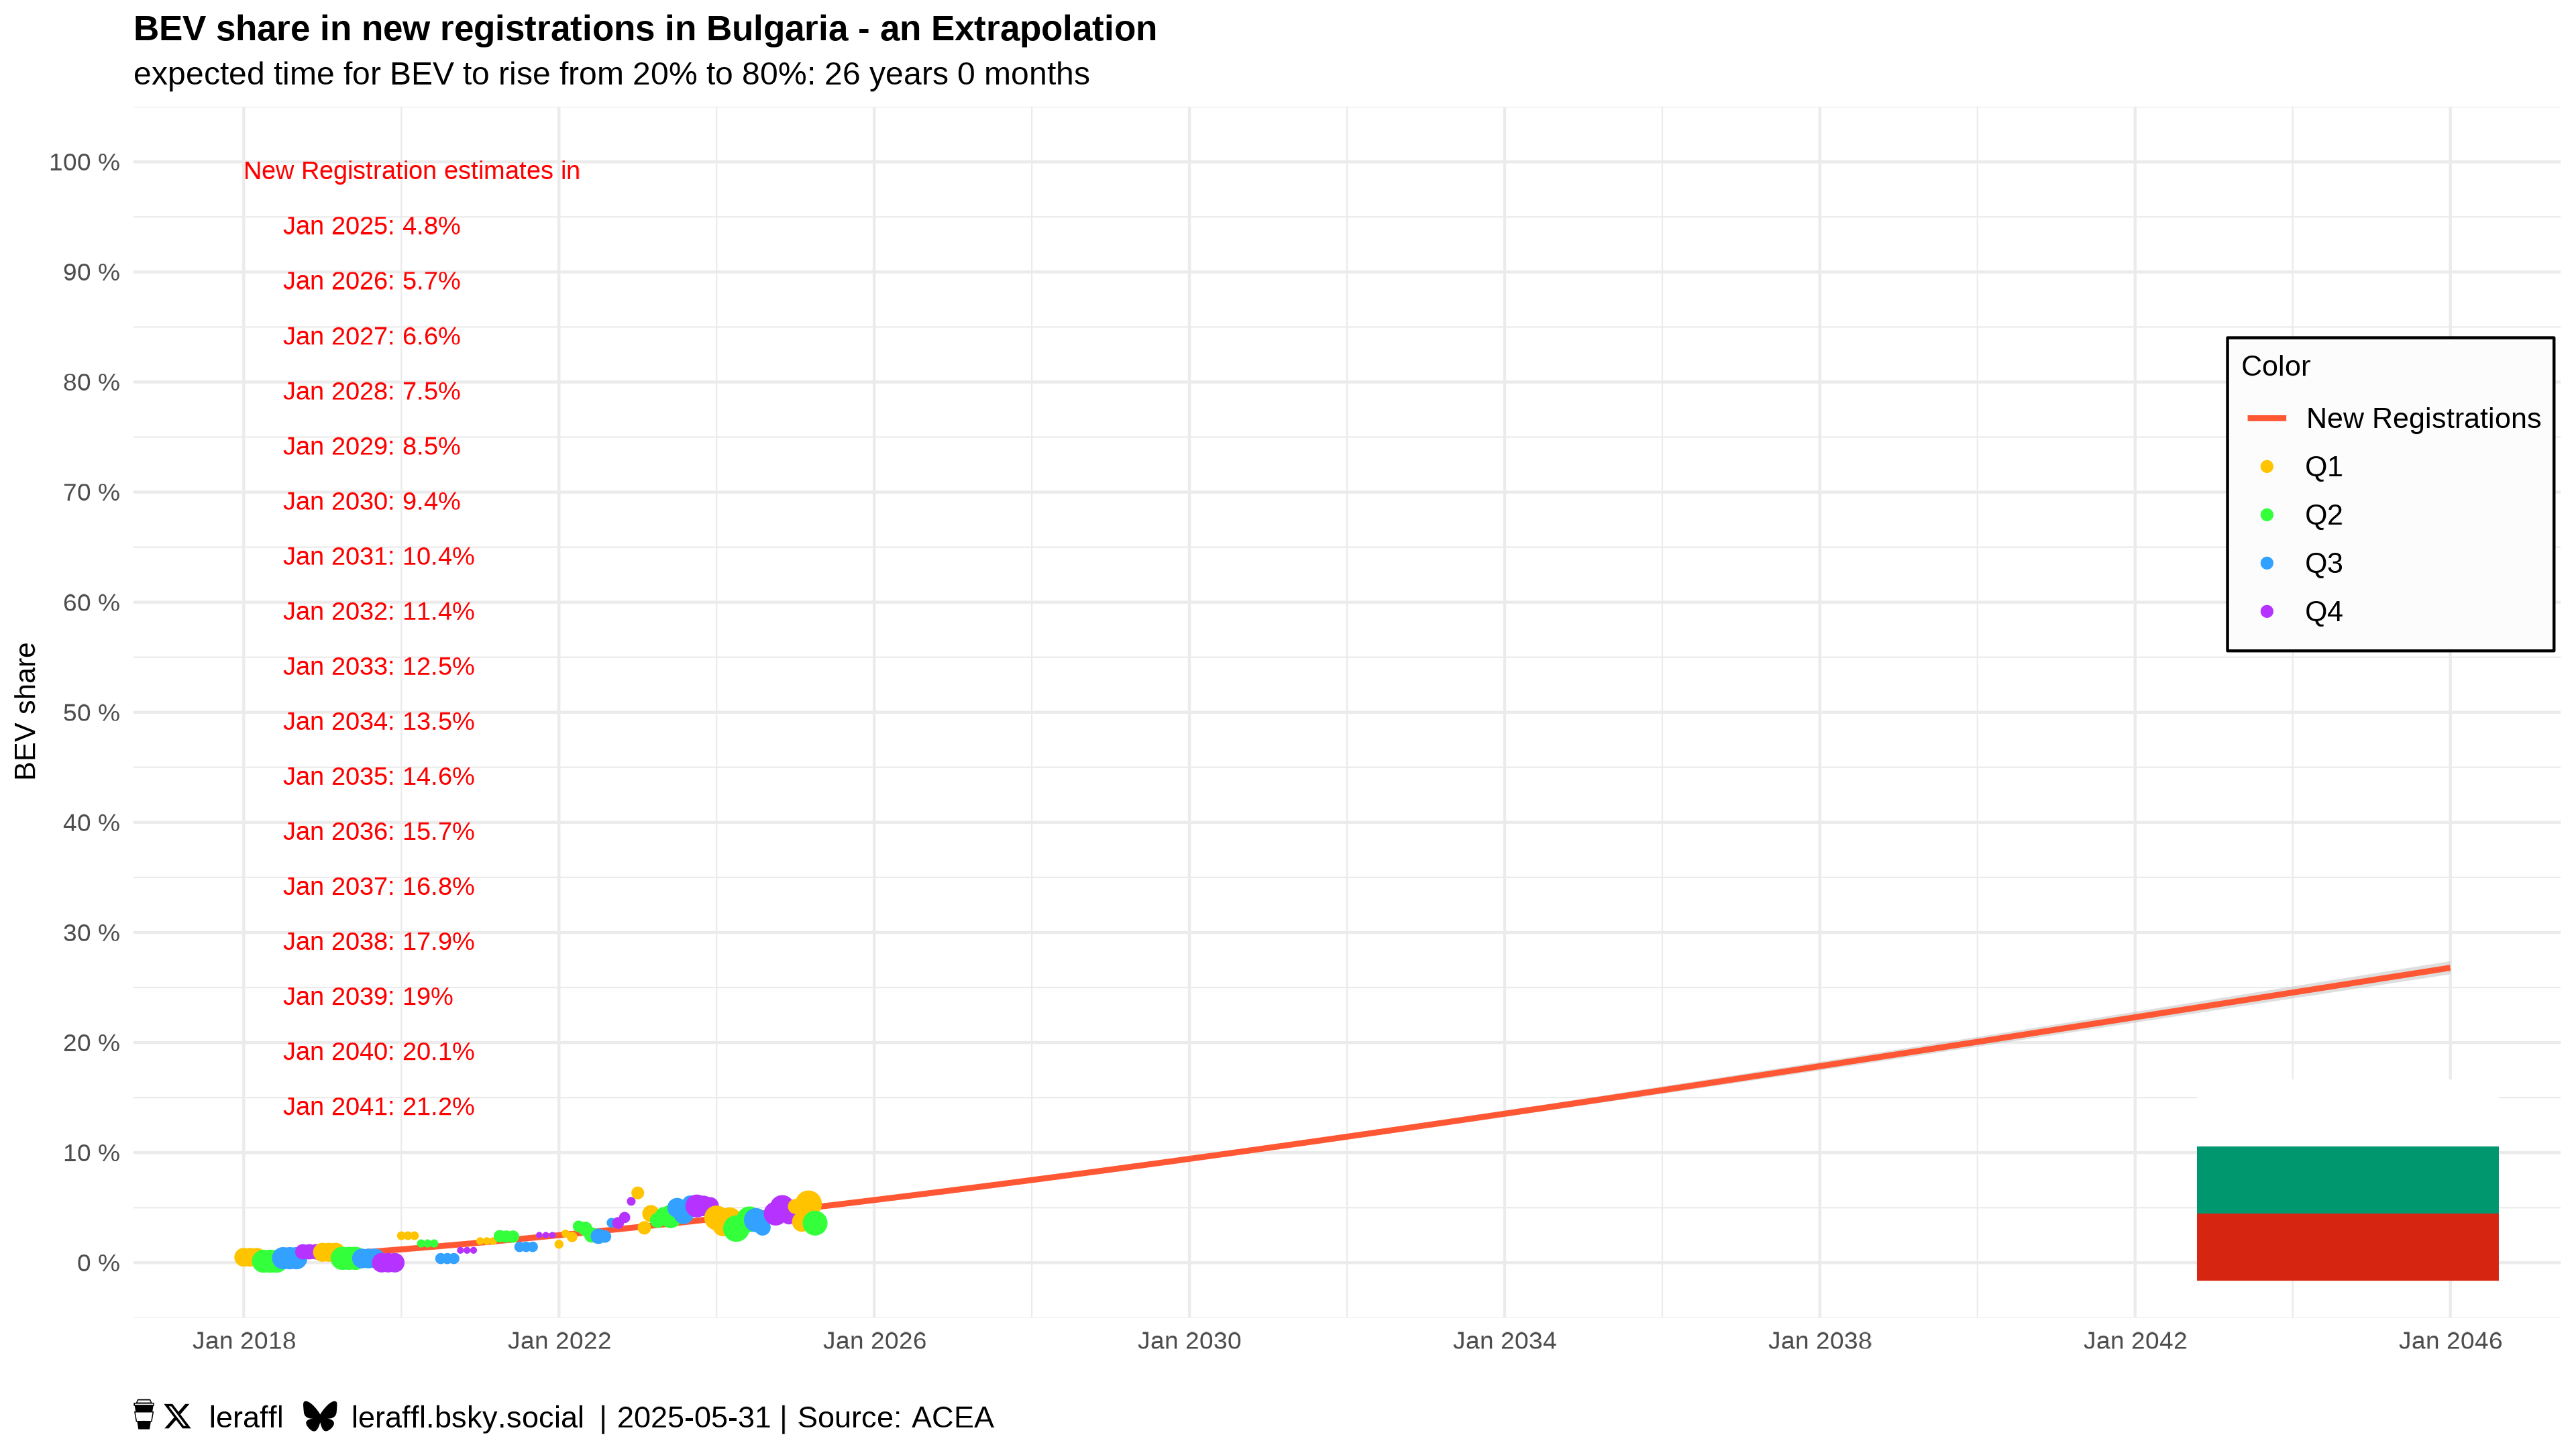 BEV share in new registrations in Bulgaria - an Extrapolation
expected time for BEV to rise from 20% to 80%: 26 years 0 months
BEV share
100 %
90 %
80 %
70 %
60 %
50 %
40 %
30 %
20 %
10 %
0 %
New Registration estimates in
Jan 2025: 4.8%
Jan 2026: 5.7%
Jan 2027: 6.6%
Jan 2028: 7.5%
Jan 2029: 8.5%
Jan 2030: 9.4%
Jan 2031: 10.4%
Jan 2032: 11.4%
Jan 2033: 12.5%
Jan 2034: 13.5%
Jan 2035: 14.6%
Jan 2036: 15.7%
Jan 2037: 16.8%
Jan 2038: 17.9%
Jan 2039: 19%
Jan 2040: 20.1%
Jan 2041: 21.2%
Color
New Registrations
Q1
Q2
Q3
Q4
Jan 2018 Jan 2022 Jan 2026 Jan 2030 Jan 2034 Jan 2038 Jan 2042 Jan 2046
leraffl leraffl.bsky.social | 2025-05-31 | Source: ACEA